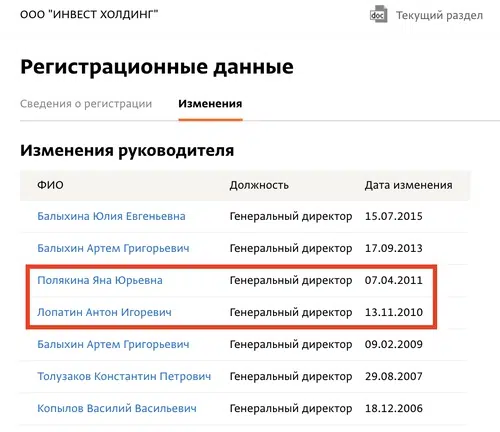 ООО "ИНВЕСТ ХОЛДИНГ"
doc Текущий раздел
Регистрационные данные
Сведения о регистрации Изменения
Изменения руководителя
ФИО Должность Дата изменения
Балыхина Юлия Евгеньевна Генеральный директор 15.07.2015
Балыхин Артем Григорьевич Генеральный директор 17.09.2013
Полякина Яна Юрьевна Генеральный директор 07.04.2011
Лопатин Антон Игоревич Генеральный директор 13.11.2010
Балыхин Артем Григорьевич Генеральный директор 09.02.2009
Толузаков Константин Петрович Генеральный директор 29.08.2007
Копылов Василий Васильевич Генеральный директор 18.12.2006